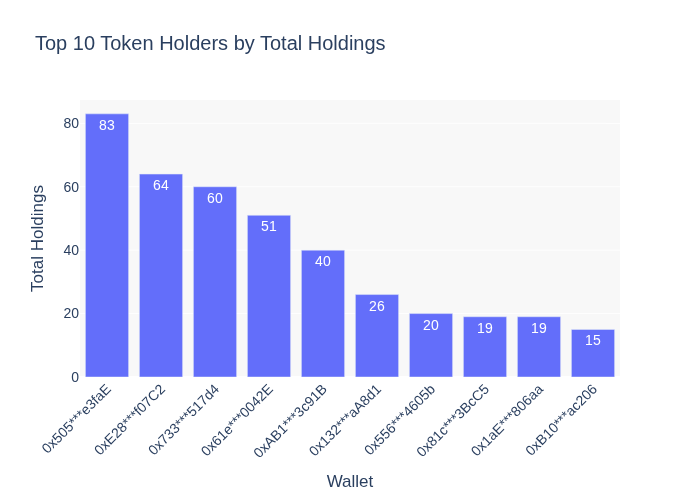 Top 10 Token Holders by Total Holdings
Total Holdings
80
60
40
20
0
83
64
60
51
40
26
20
19
19
15
0x505***e3faE
0xE28***f07C2
0x733***517d4
0x61e***0042E
0xAB1***3c91B
0x132***aA8d1
0x556***4605b
0x81c***3BcC5
0x1aE***806aa
0xB10***ac206
Wallet